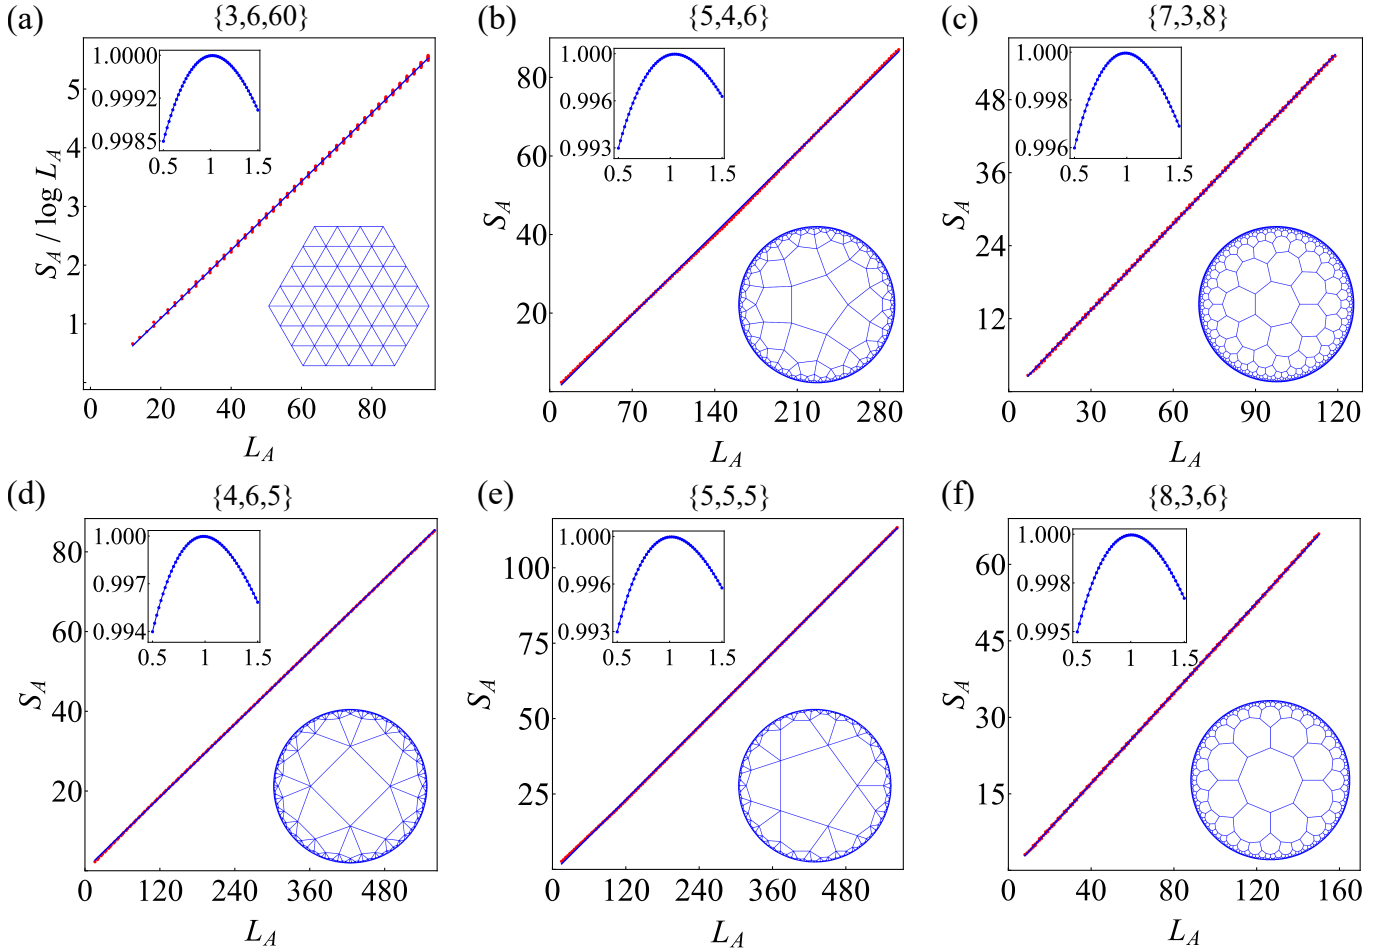 (a) {3,6,60}
S_A / log L_A
5
4
3
2
1
0 20 40 60 80
L_A
1.0000
0.9992
0.9985
0.5 1 1.5
(b) {5,4,6}
S_A
80
60
40
20
0 70 140 210 280
L_A
1.000
0.996
0.993
0.5 1 1.5
(c) {7,3,8}
S_A
48
36
24
12
0 30 60 90 120
L_A
1.000
0.998
0.996
0.5 1 1.5
(d) {4,6,5}
S_A
80
60
40
20
0 120 240 360 480
L_A
1.000
0.997
0.994
0.5 1 1.5
(e) {5,5,5}
S_A
100
75
50
25
0 120 240 360 480
L_A
1.000
0.996
0.993
0.5 1 1.5
(f) {8,3,6}
S_A
60
45
30
15
0 40 80 120 160
L_A
1.000
0.998
0.995
0.5 1 1.5